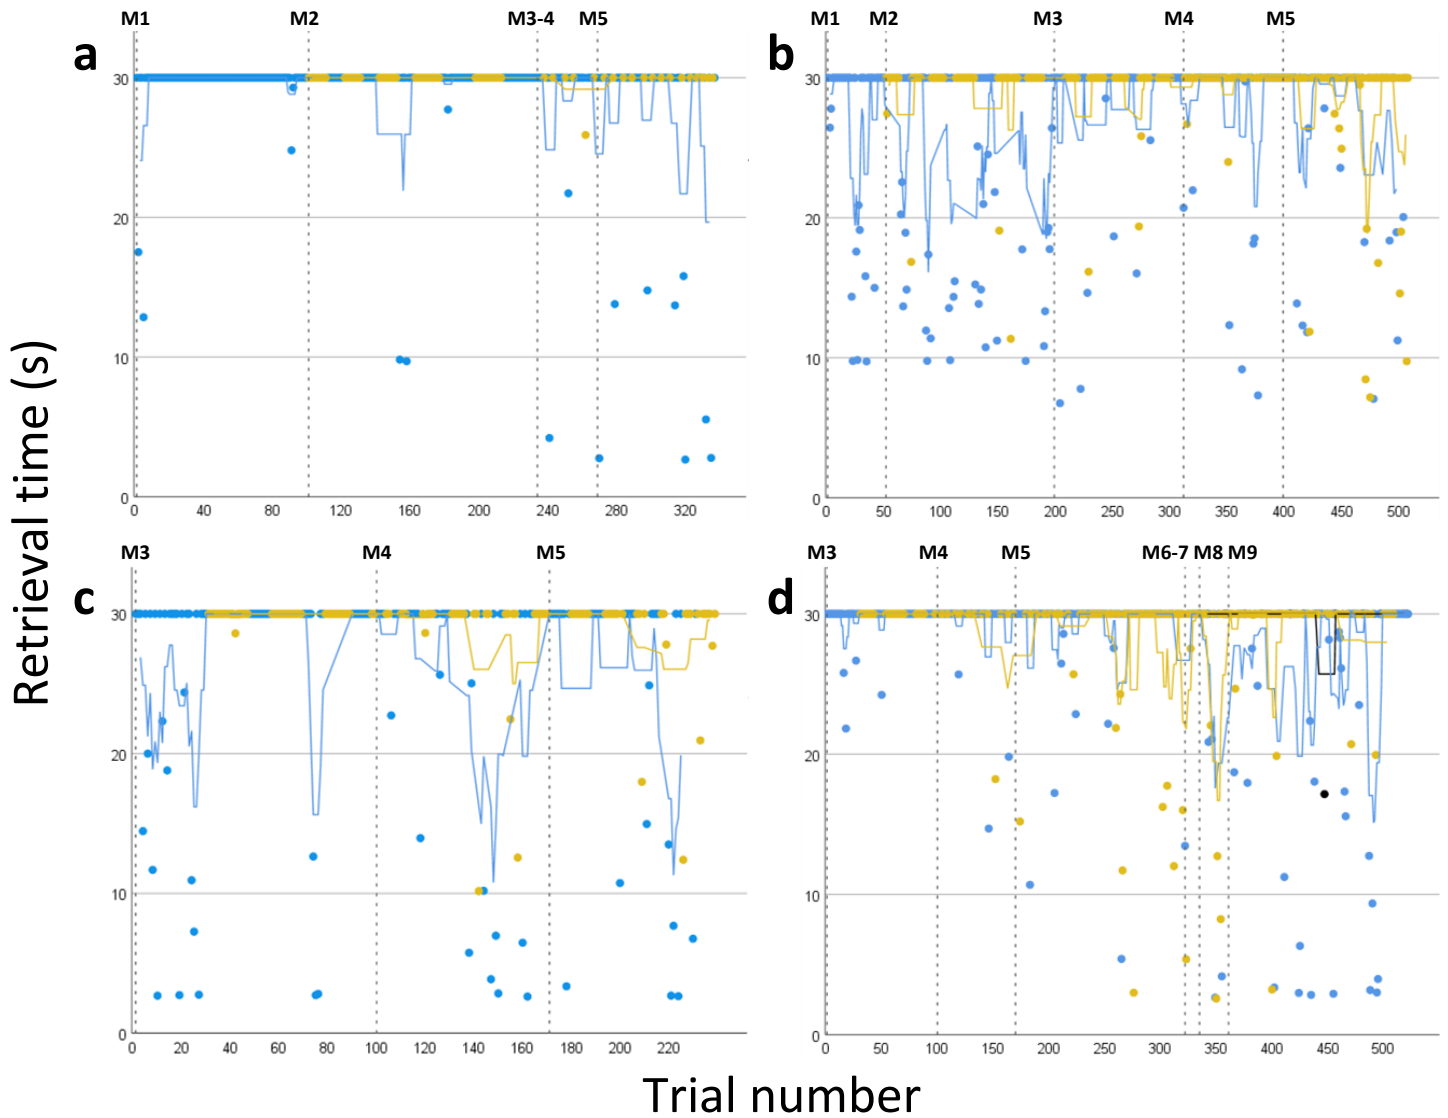 M1 M2 M3-4 M5
a
30
20
10
0
0 40 80 120 160 200 240 280 320
M1 M2 M3 M4 M5
b
30
20
10
0
0 50 100 150 200 250 300 350 400 450 500
M3 M4 M5
c
30
20
10
0
0 20 40 60 80 100 120 140 160 180 200 220
M3 M4 M5 M6-7 M8 M9
d
30
20
10
0
0 50 100 150 200 250 300 350 400 450 500
Retrieval time (s)
Trial number